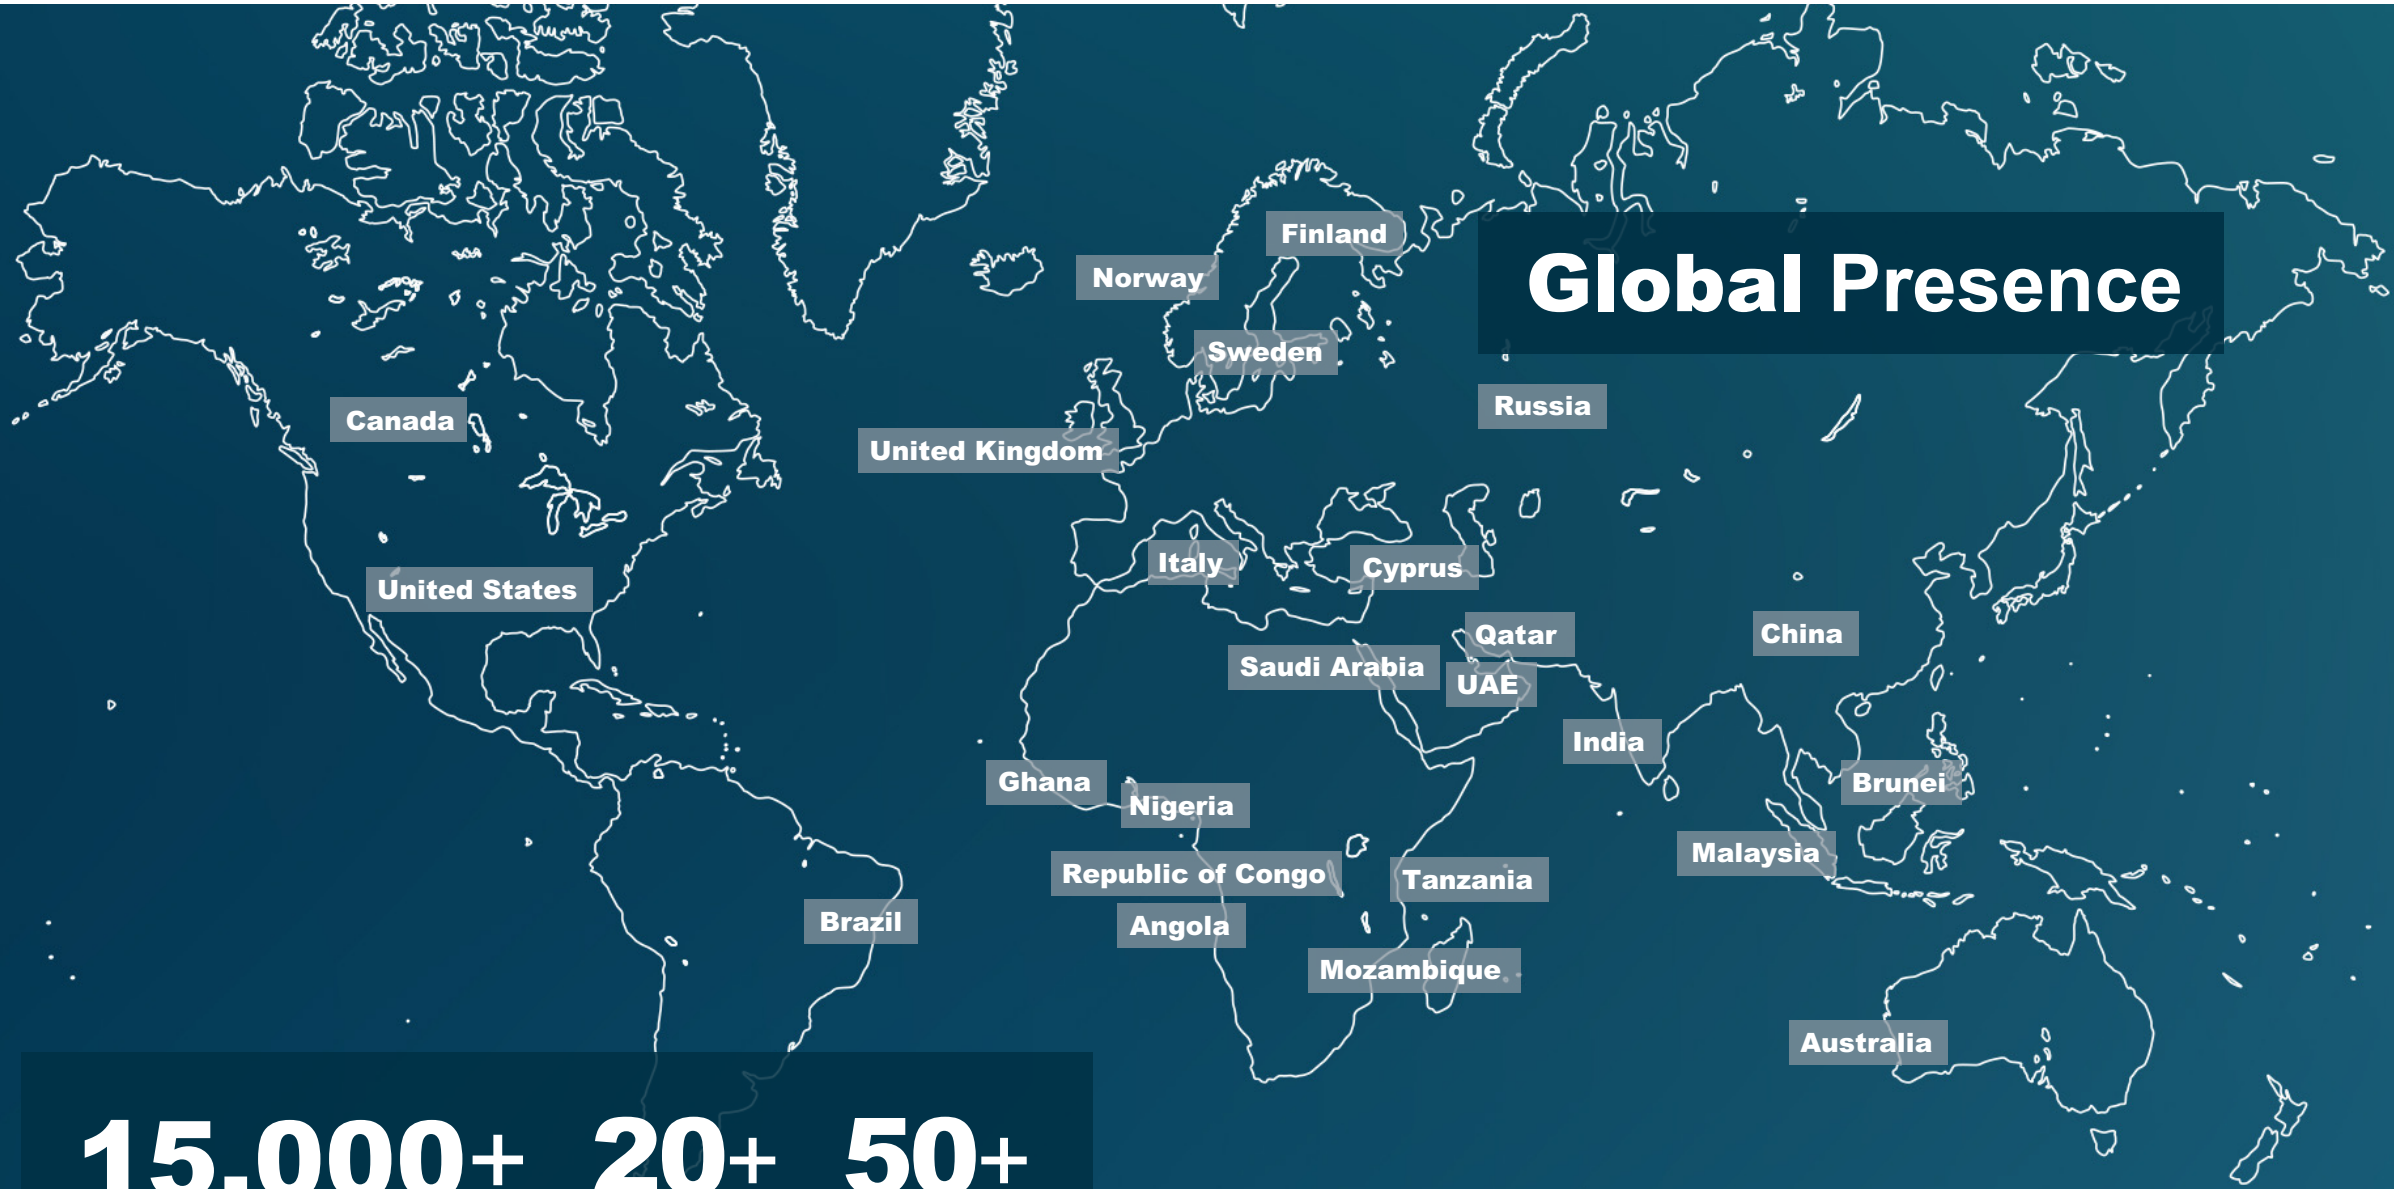 Finland
Global Presence
Norway
Sweden
Russia
Canada
United Kingdom
Italy
Cyprus
United States
Qatar
China
Saudi Arabia
UAE
India
Ghana
Nigeria
Brunei
Malaysia
Republic of Congo
Tanzania
Brazil
Angola
Mozambique
Australia
15.000+ 20+ 50+